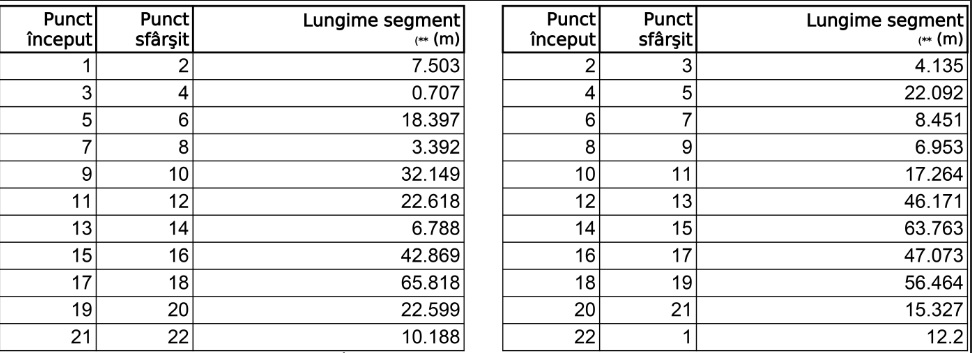 Punct început Punct sfârşit Lungime segment (** (m)
1 2 7.503
3 4 0.707
5 6 18.397
7 8 3.392
9 10 32.149
11 12 22.618
13 14 6.788
15 16 42.869
17 18 65.818
19 20 22.599
21 22 10.188
Punct început Punct sfârşit Lungime segment (** (m)
2 3 4.135
4 5 22.092
6 7 8.451
8 9 6.953
10 11 17.264
12 13 46.171
14 15 63.763
16 17 47.073
18 19 56.464
20 21 15.327
22 1 12.2